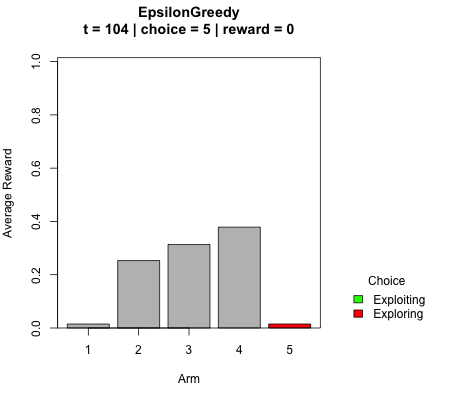 EpsilonGreedy
t = 104 | choice = 5 | reward = 0
Average Reward
1.0
0.8
0.6
0.4
0.2
0.0
1 2 3 4 5
Arm
Choice
Exploiting
Exploring